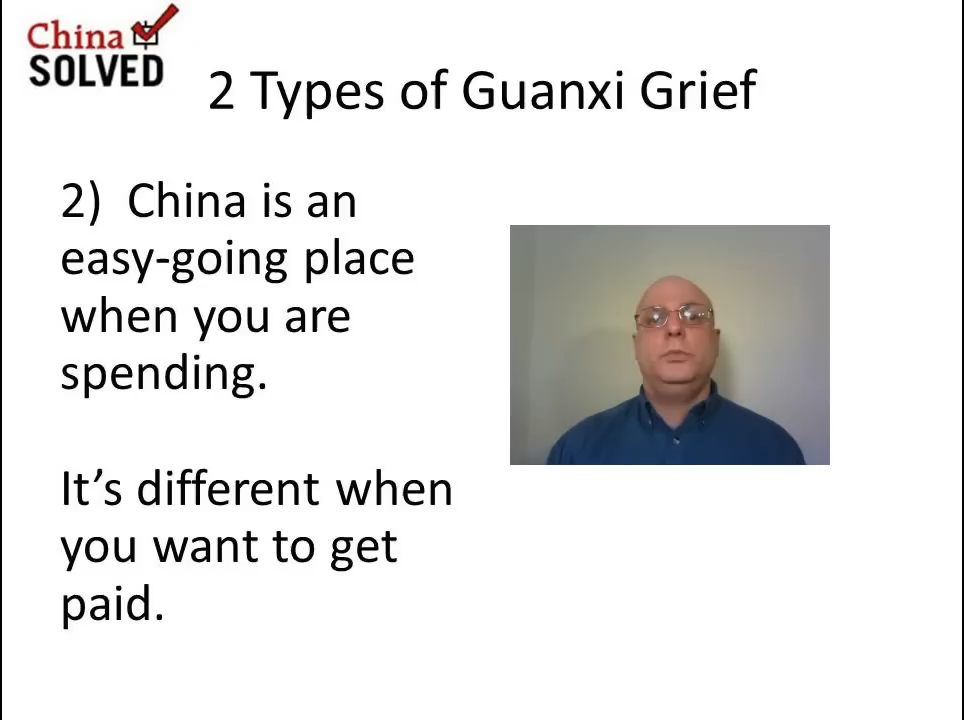 China
SOLVED
2 Types of Guanxi Grief
2)  China is an
easy-going place
when you are
spending.
It’s different when
you want to get
paid.